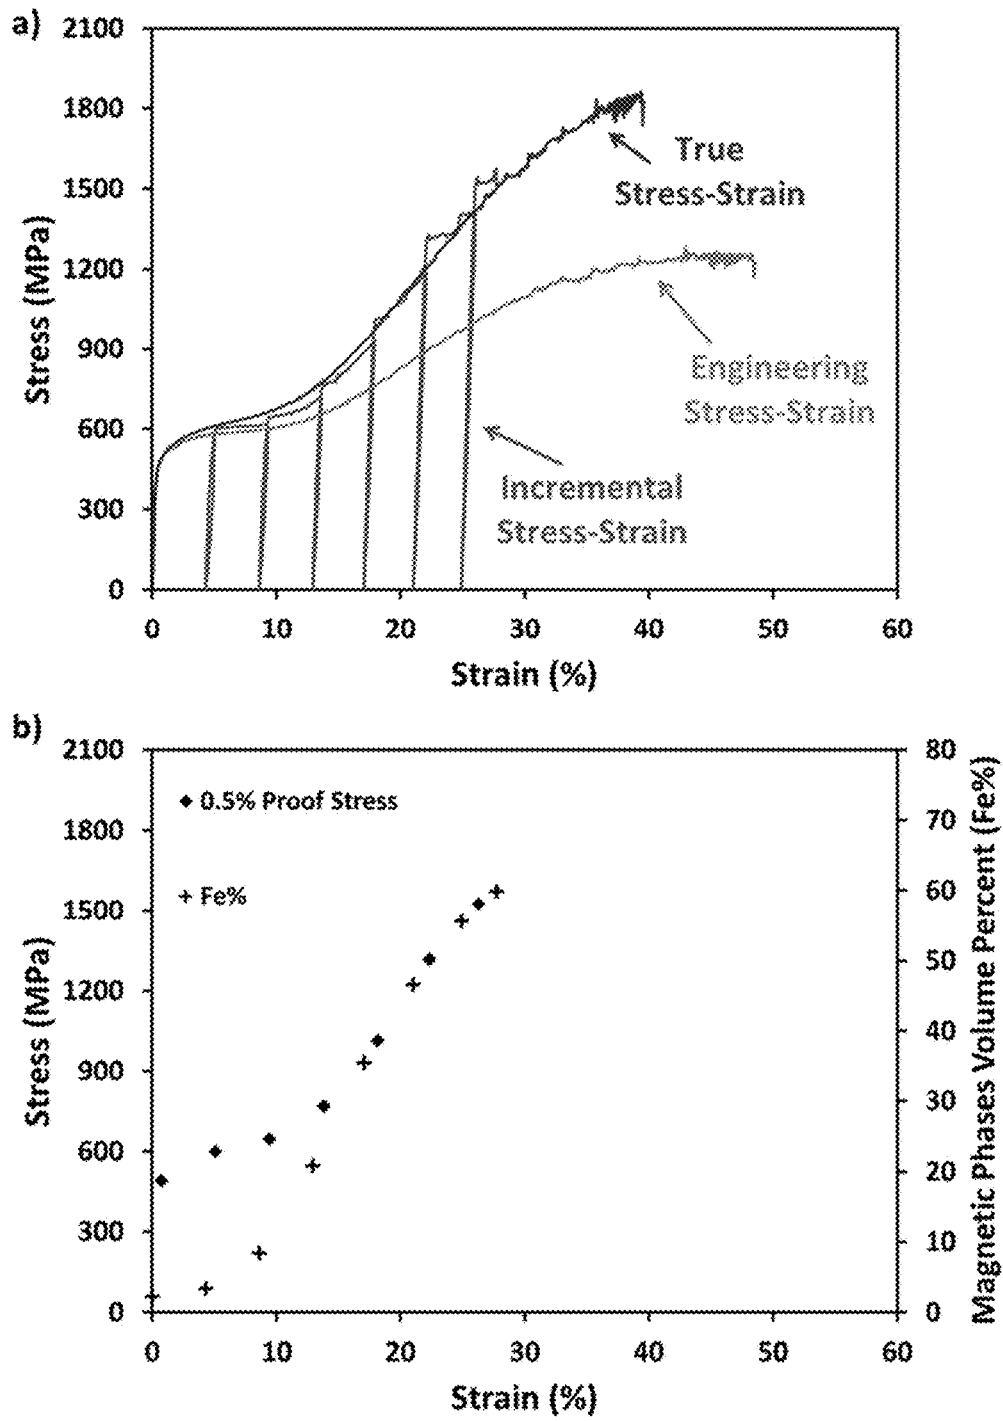 a)
2100
1800
1500
1200
900
600
300
0
Stress (MPa)
True
Stress-Strain
Engineering
Stress-Strain
Incremental
Stress-Strain
0 10 20 30 40 50 60
Strain (%)
b)
2100
1800
1500
1200
900
600
300
0
Stress (MPa)
0.5% Proof Stress
Fe%
80
70
60
50
40
30
20
10
0
Magnetic Phases Volume Percent (Fe%)
0 10 20 30 40 50 60
Strain (%)